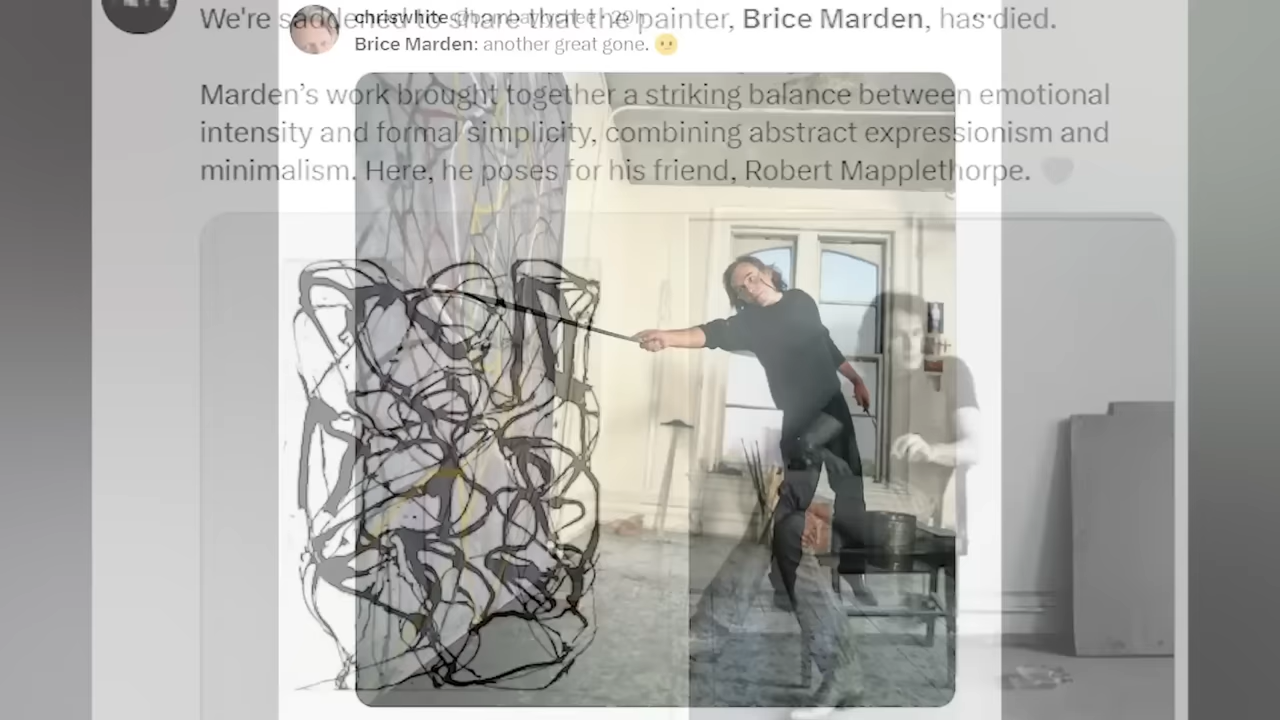 We're saddened to share that the painter, Brice Marden, has died.
chriswhite
20h
Brice Marden: another great gone. 😐
Marden’s work brought together a striking balance between emotional
intensity and formal simplicity, combining abstract expressionism and
minimalism. Here, he poses for his friend, Robert Mapplethorpe.